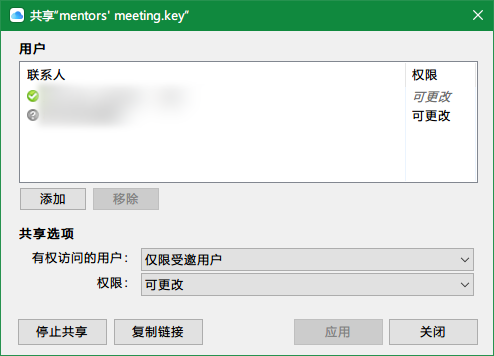 共享“mentors' meeting.key”
用户
联系人 权限
可更改
可更改
添加 移除
共享选项
有权访问的用户： 仅限受邀用户
权限： 可更改
停止共享 复制链接 应用 关闭